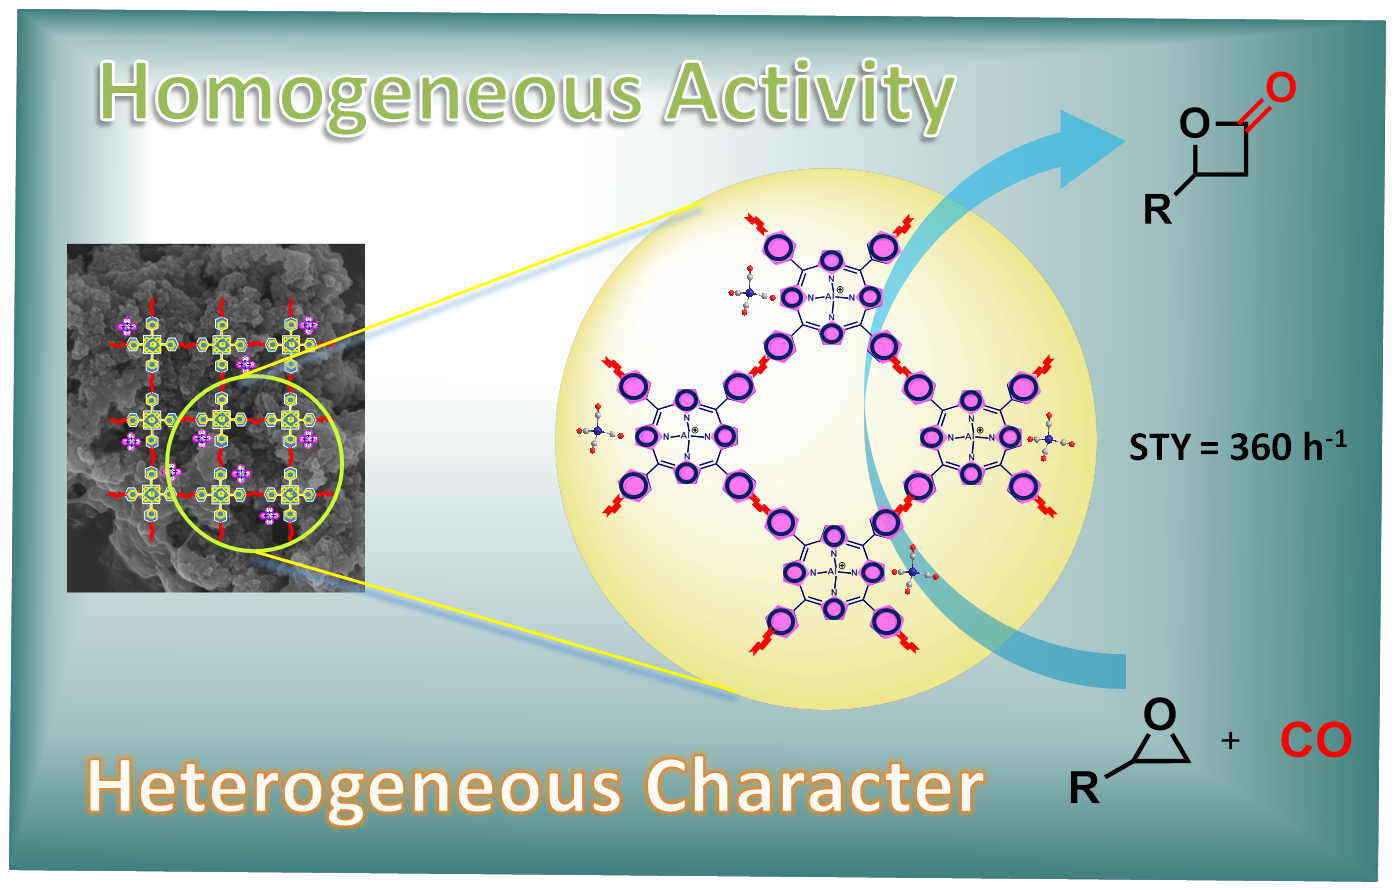 Homogeneous Activity
O
O
R
N
N Al ⊕ N
N
N
N Al ⊕ N
N
N
N Al ⊕ N
N
STY = 360 h⁻¹
N
N Al ⊕ N
N
O
R + CO
Heterogeneous Character